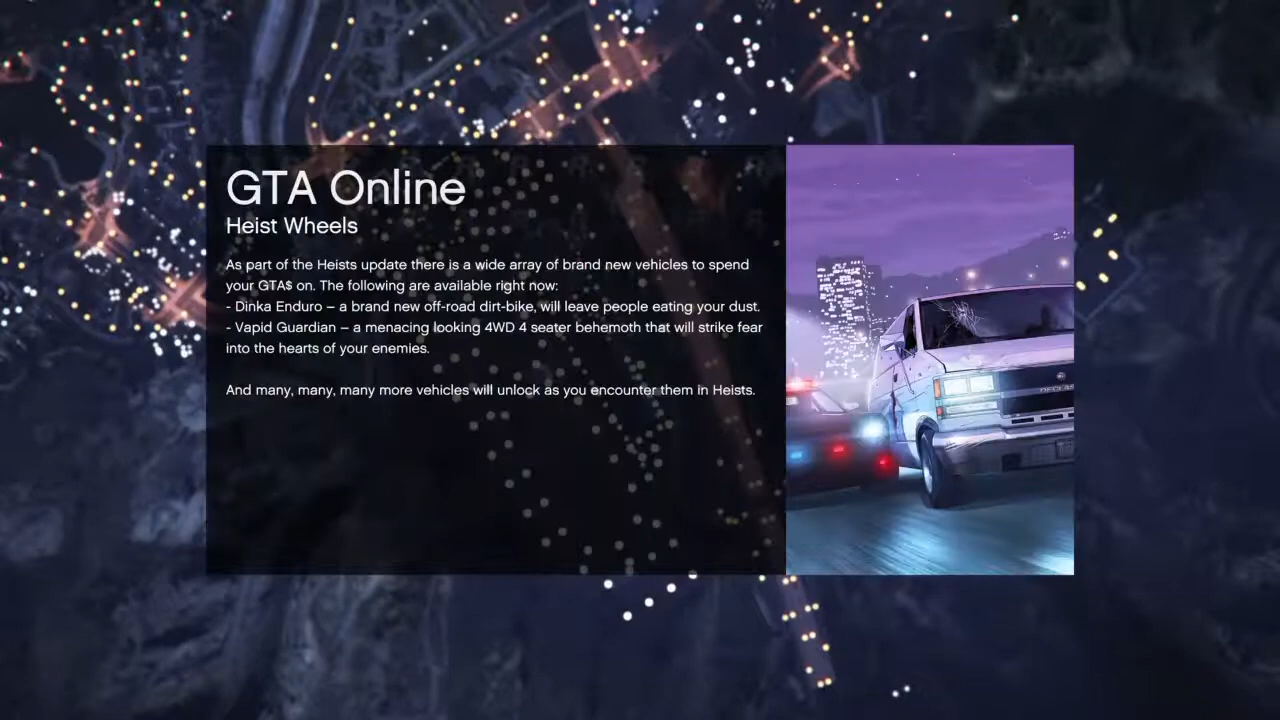 GTA Online
Heist Wheels
As part of the Heists update there is a wide array of brand new vehicles to spend
your GTA$ on. The following are available right now:
- Dinka Enduro – a brand new off-road dirt-bike, will leave people eating your dust.
- Vapid Guardian – a menacing looking 4WD 4 seater behemoth that will strike fear
into the hearts of your enemies.
And many, many, many more vehicles will unlock as you encounter them in Heists.